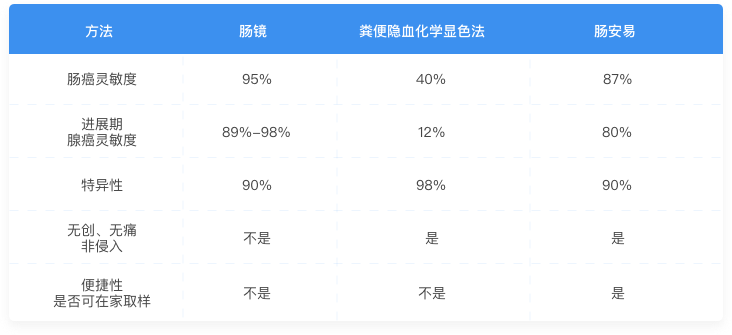 方法 肠镜 粪便隐血化学显色法 肠安易
肠癌灵敏度 95% 40% 87%
进展期
腺癌灵敏度 89%–98% 12% 80%
特异性 90% 98% 90%
无创、无痛
非侵入 不是 是 是
便捷性
是否可在家取样 不是 不是 是